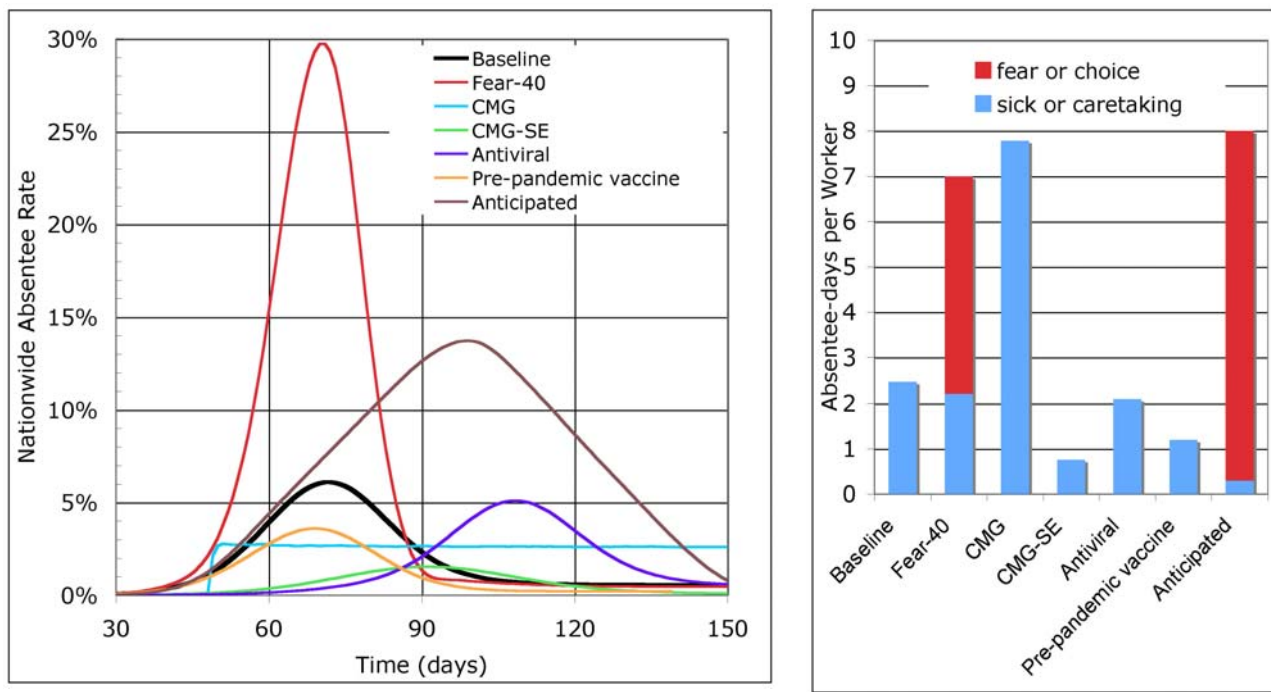 Nationwide Absentee Rate
30%
25%
20%
15%
10%
5%
0%
Baseline
Fear-40
CMG
CMG-SE
Antiviral
Pre-pandemic vaccine
Anticipated
30
60
90
120
150
Time (days)
Absentee-days per Worker
10
9
8
7
6
5
4
3
2
1
0
fear or choice
sick or caretaking
Baseline
Fear-40
CMG
CMG-SE
Antiviral
Pre-pandemic vaccine
Anticipated